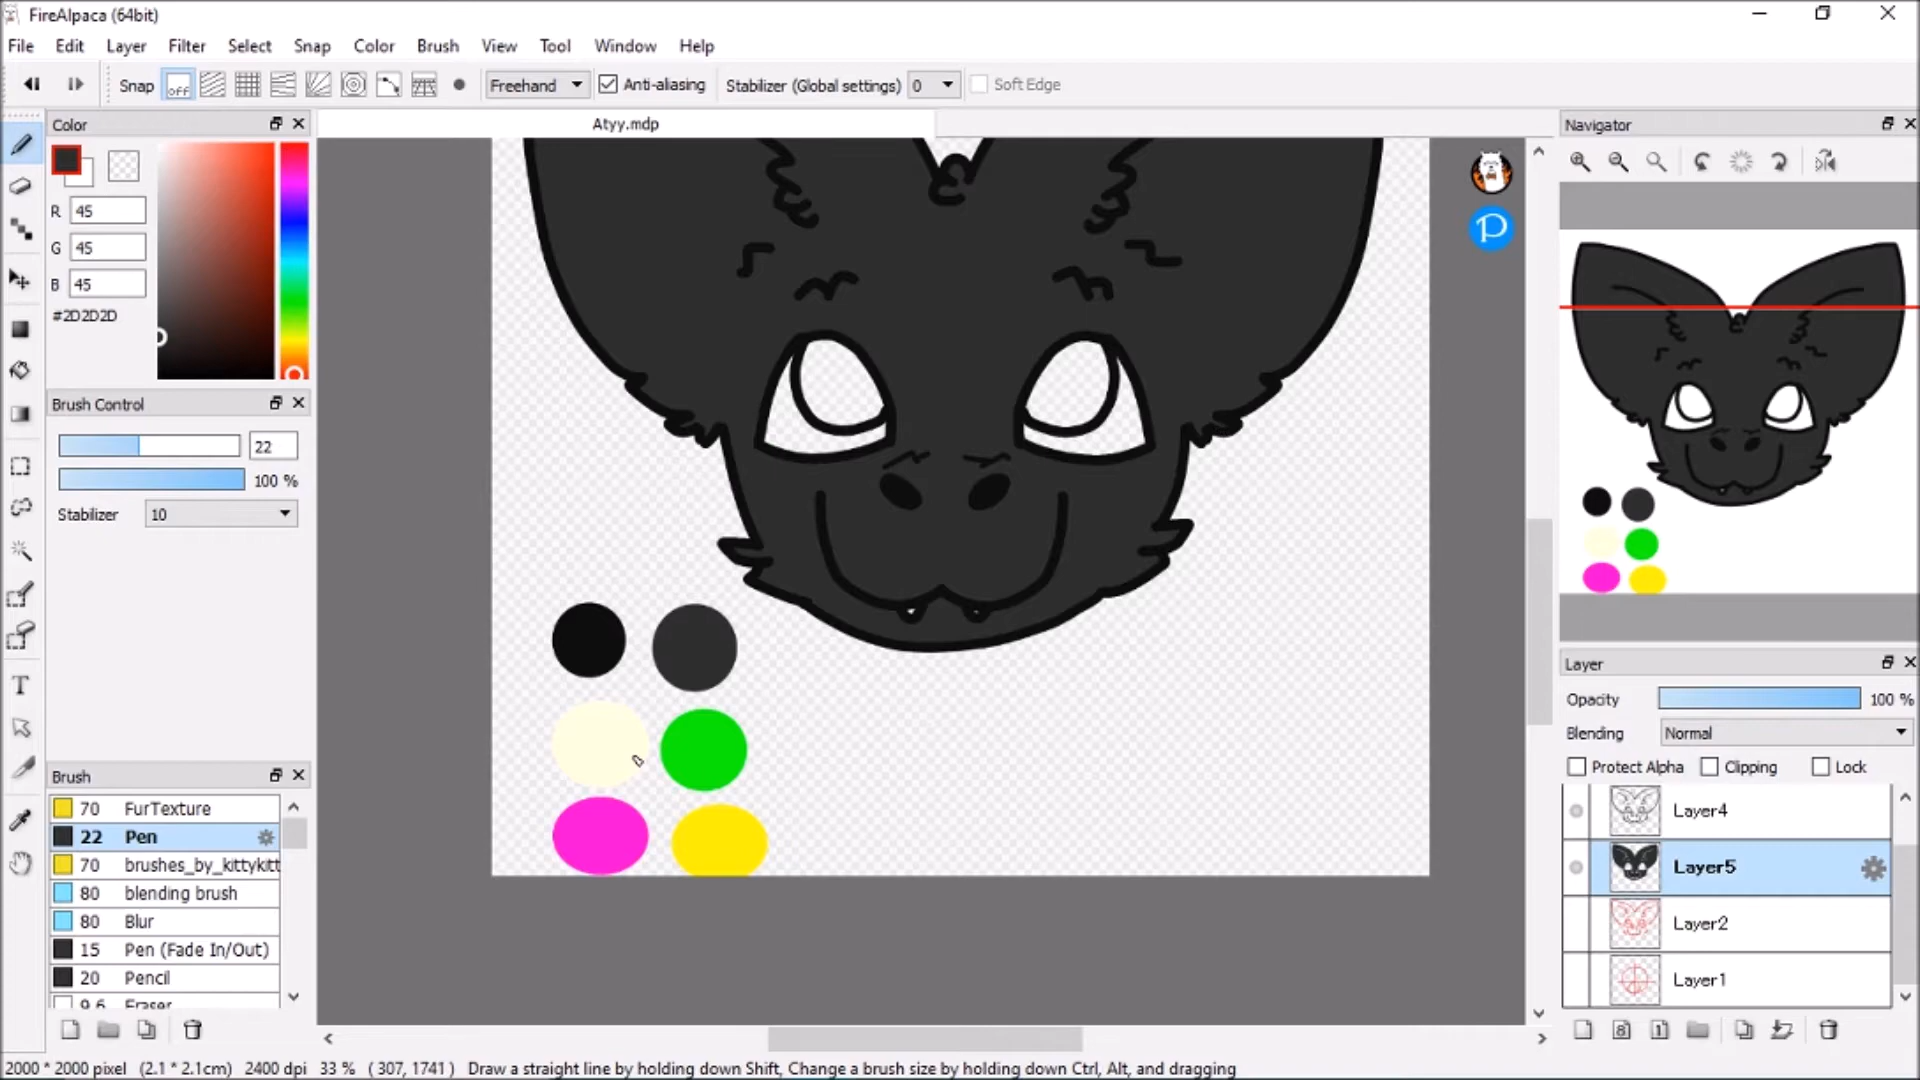 FireAlpaca (64bit)
File Edit Layer Filter Select Snap Color Brush View Tool Window Help
Snap off Freehand Anti-aliasing Stabilizer (Global settings) 0 Soft Edge
Color
R 45
G 45
B 45
#2D2D2D
Brush Control
22
100 %
Stabilizer 10
Brush
70 FurTexture
22 Pen
70 brushes_by_kittykitt
80 blending brush
80 Blur
15 Pen (Fade In/Out)
20 Pencil
9.6 Eraser
Atyy.mdp
P
Navigator
Layer
Opacity 100 %
Blending Normal
Protect Alpha Clipping Lock
Layer4
Layer5
Layer2
Layer1
8 1
T
2000 * 2000 pixel (2.1 * 2.1cm) 2400 dpi 33 % ( 307, 1741 ) Draw a straight line by holding down Shift, Change a brush size by holding down Ctrl, Alt, and dragging